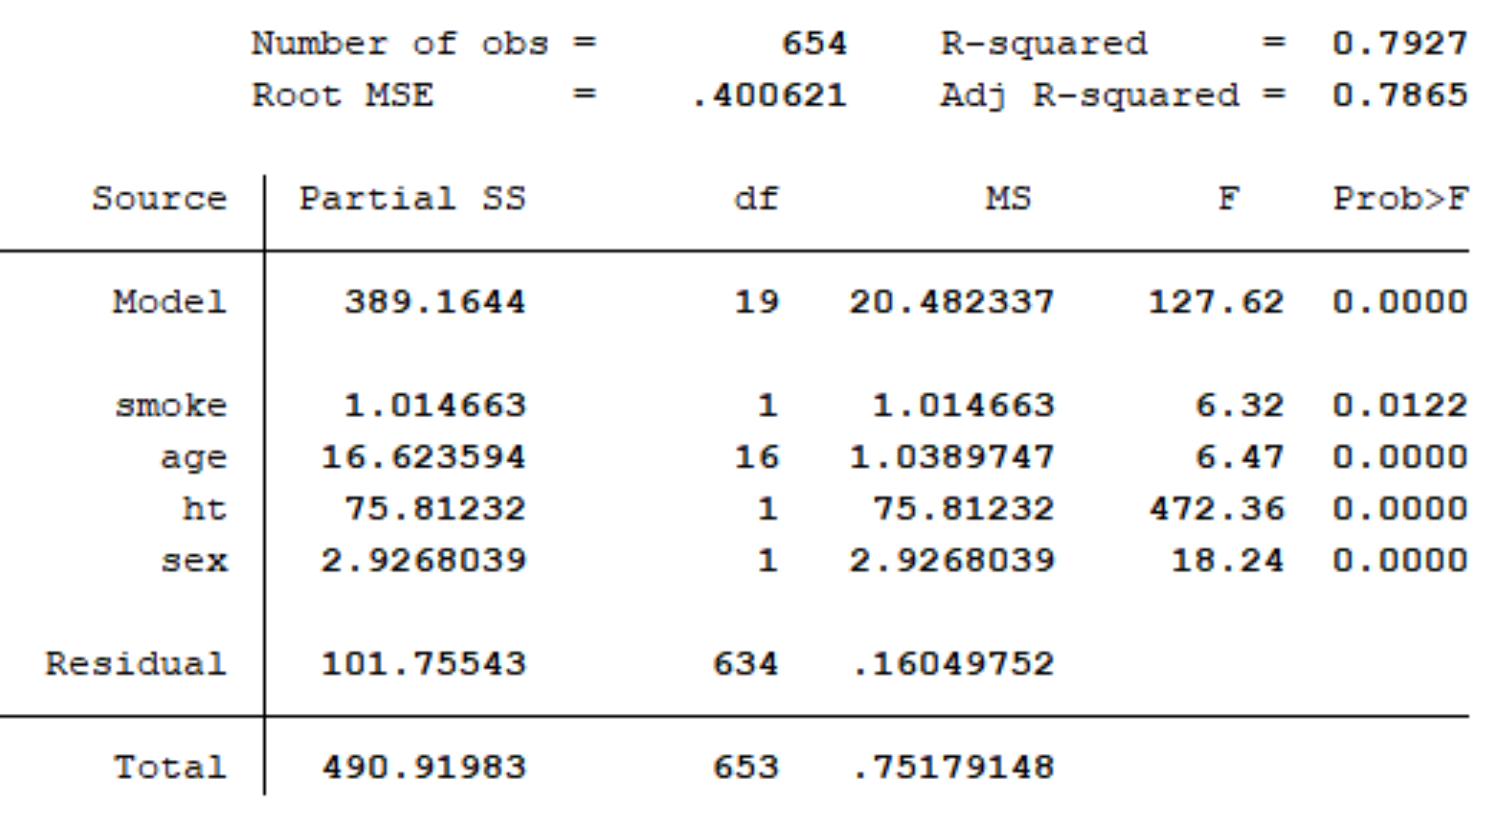 Number of obs = 654 R-squared = 0.7927
Root MSE = .400621 Adj R-squared = 0.7865
Source Partial SS df MS F Prob>F
Model 389.1644 19 20.482337 127.62 0.0000
smoke 1.014663 1 1.014663 6.32 0.0122
age 16.623594 16 1.0389747 6.47 0.0000
ht 75.81232 1 75.81232 472.36 0.0000
sex 2.9268039 1 2.9268039 18.24 0.0000
Residual 101.75543 634 .16049752
Total 490.91983 653 .75179148